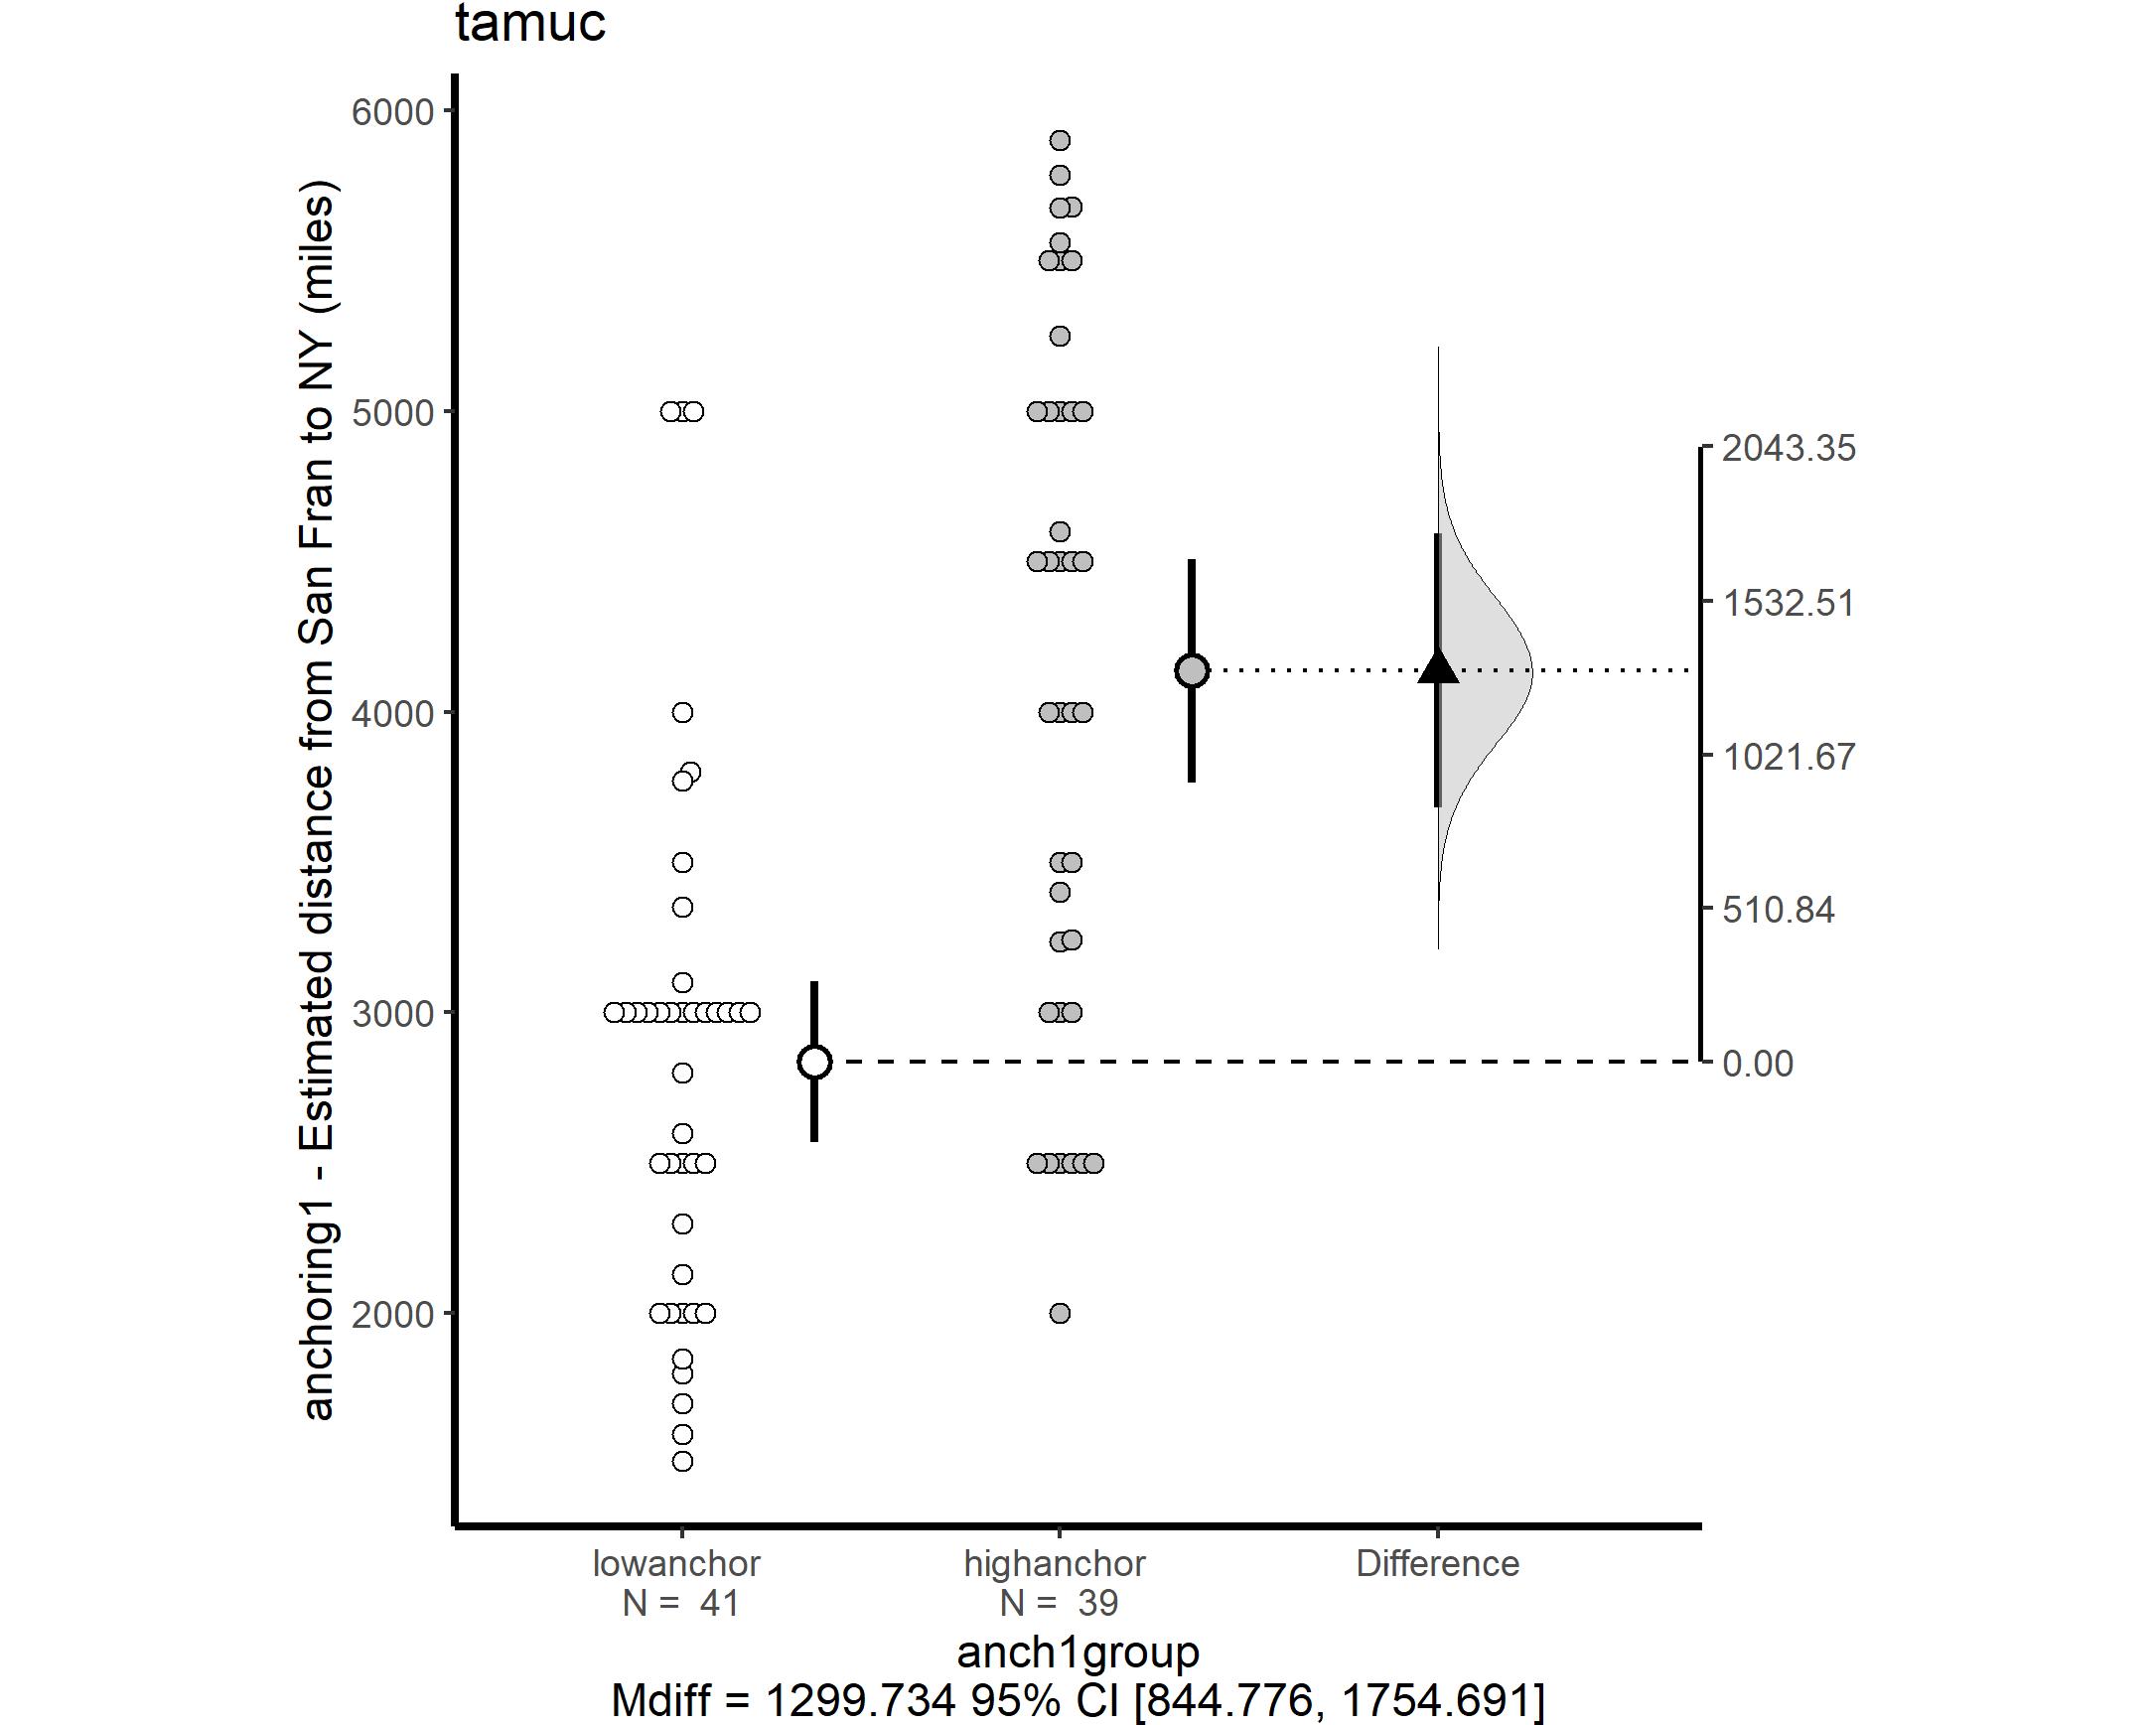 tamuc
anchoring1 - Estimated distance from San Fran to NY (miles)
6000
5000
4000
3000
2000
2043.35
1532.51
1021.67
510.84
0.00
lowanchor
N =  41
highanchor
N =  39
Difference
anch1group
Mdiff = 1299.734 95% CI [844.776, 1754.691]